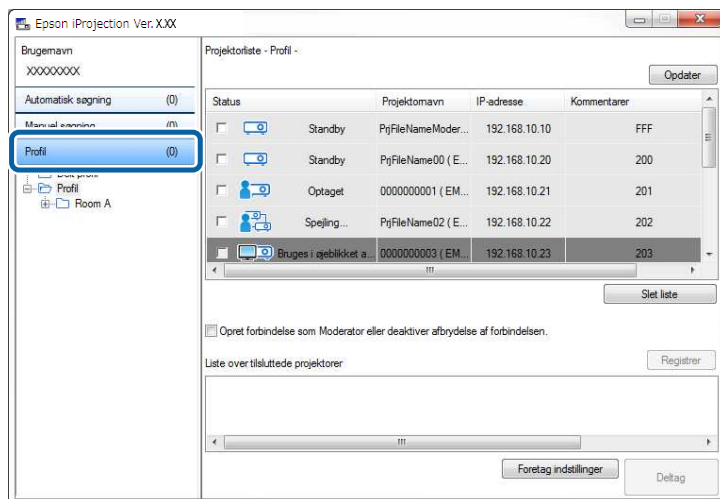 Epson iProjection Ver. X.XX
Brugernavn
XXXXXXXX
Automatisk søgning (0)
Manuel søgning (0)
Profil (0)
Delt profil
Profil
Room A
Projektorliste - Profil -
Opdater
Status Projektornavn IP-adresse Kommentarer
Standby PrjFileNameModer... 192.168.10.10 FFF
Standby PrjFileName00 ( E... 192.168.10.20 200
Optaget 0000000001 ( EM... 192.168.10.21 201
Spejling... PrjFileName02 ( E... 192.168.10.22 202
Bruges i øjeblikket a... 0000000003 ( EM... 192.168.10.23 203
Slet liste
Opret forbindelse som Moderator eller deaktiver afbrydelse af forbindelsen.
Liste over tilsluttede projektorer
Registrer
Foretag indstillinger
Deltag